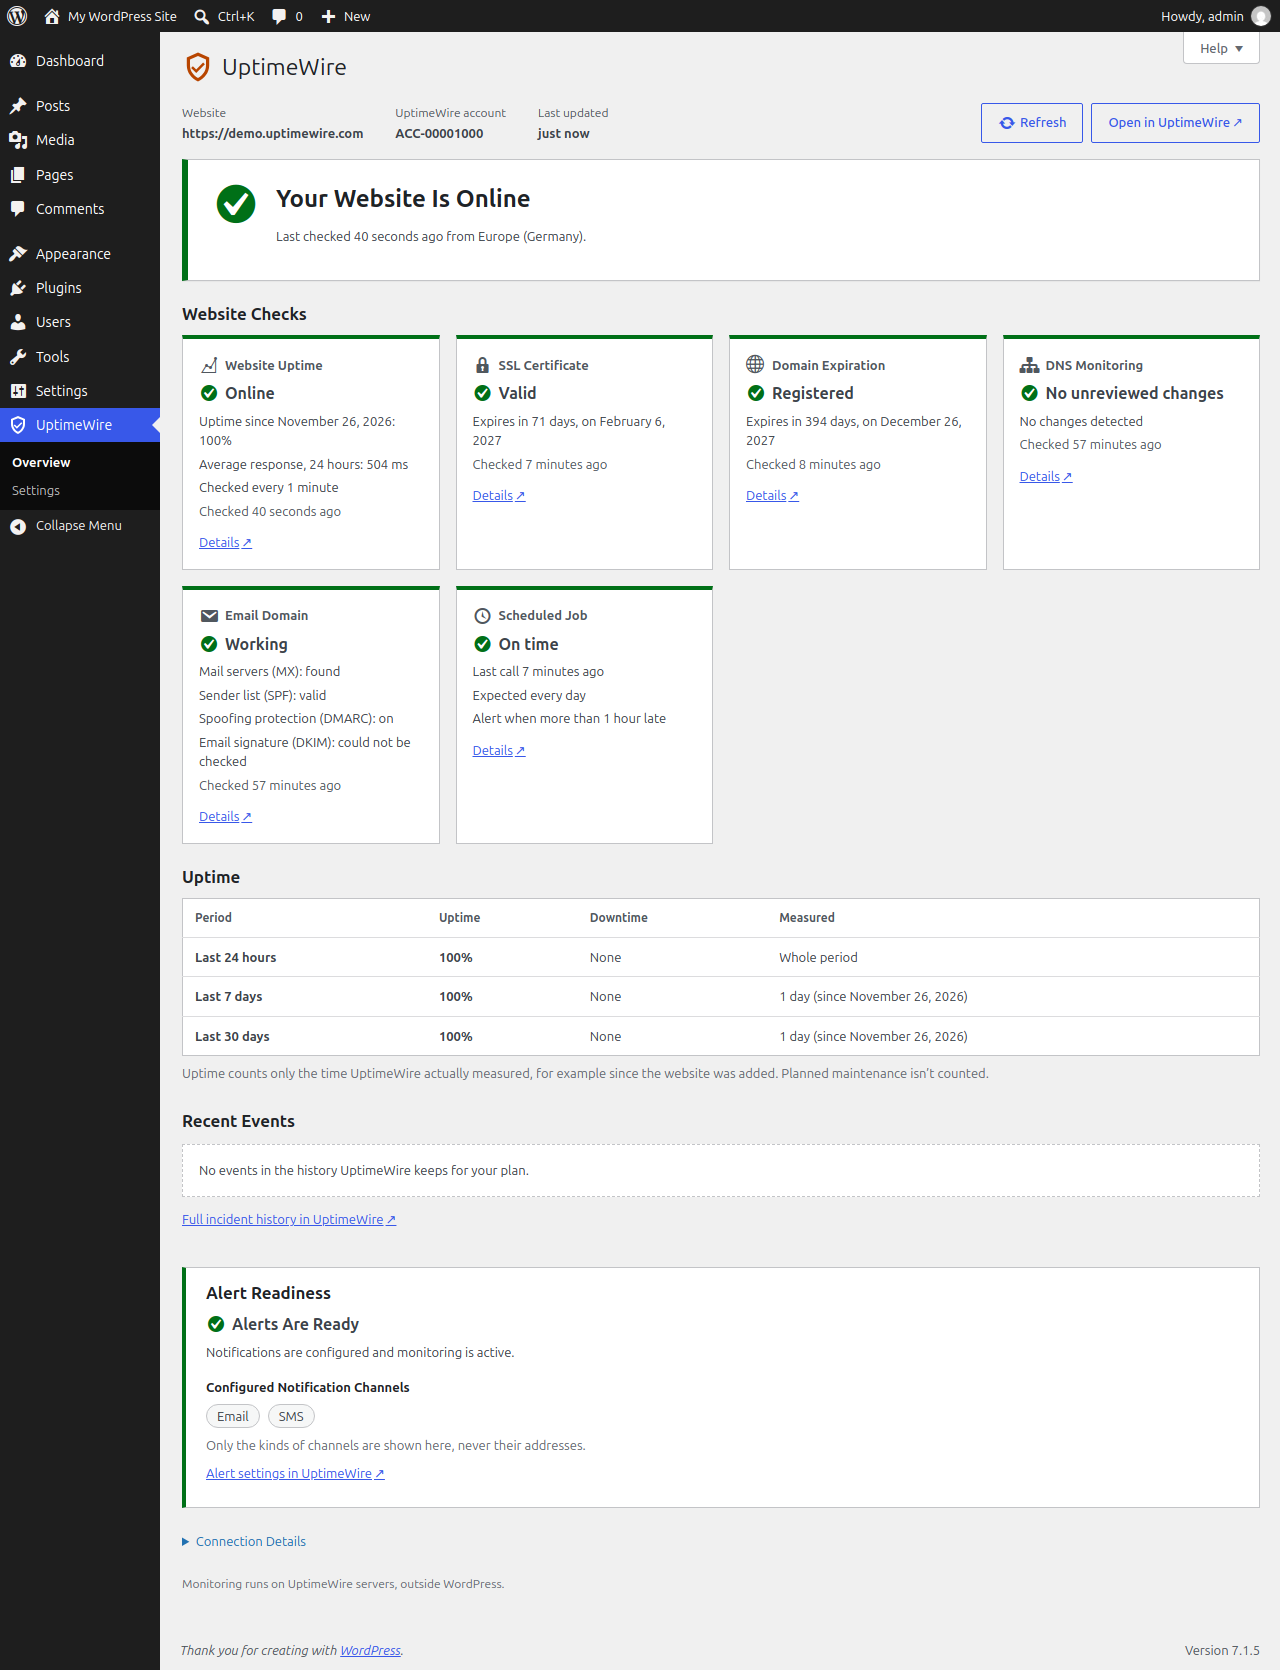 My WordPress Site
Ctrl+K
0
New
Howdy, admin
Dashboard
Posts
Media
Pages
Comments
Appearance
Plugins
Users
Tools
Settings
UptimeWire
Overview
Settings
Collapse Menu
Help ▼
UptimeWire
Website
https://demo.uptimewire.com
UptimeWire account
ACC-00001000
Last updated
just now
Refresh
Open in UptimeWire ↗
Your Website Is Online
Last checked 40 seconds ago from Europe (Germany).
Website Checks
Website Uptime
Online
Uptime since November 26, 2026:
100%
Average response, 24 hours: 504 ms
Checked every 1 minute
Checked 40 seconds ago
Details ↗
SSL Certificate
Valid
Expires in 71 days, on February 6,
2027
Checked 7 minutes ago
Details ↗
Domain Expiration
Registered
Expires in 394 days, on December 26,
2027
Checked 8 minutes ago
Details ↗
DNS Monitoring
No unreviewed changes
No changes detected
Checked 57 minutes ago
Details ↗
Email Domain
Working
Mail servers (MX): found
Sender list (SPF): valid
Spoofing protection (DMARC): on
Email signature (DKIM): could not be
checked
Checked 57 minutes ago
Details ↗
Scheduled Job
On time
Last call 7 minutes ago
Expected every day
Alert when more than 1 hour late
Details ↗
Uptime
Period Uptime Downtime Measured
Last 24 hours 100% None Whole period
Last 7 days 100% None 1 day (since November 26, 2026)
Last 30 days 100% None 1 day (since November 26, 2026)
Uptime counts only the time UptimeWire actually measured, for example since the website was added. Planned maintenance isn't counted.
Recent Events
No events in the history UptimeWire keeps for your plan.
Full incident history in UptimeWire ↗
Alert Readiness
Alerts Are Ready
Notifications are configured and monitoring is active.
Configured Notification Channels
Email
SMS
Only the kinds of channels are shown here, never their addresses.
Alert settings in UptimeWire ↗
Connection Details
Monitoring runs on UptimeWire servers, outside WordPress.
Thank you for creating with WordPress.
Version 7.1.5